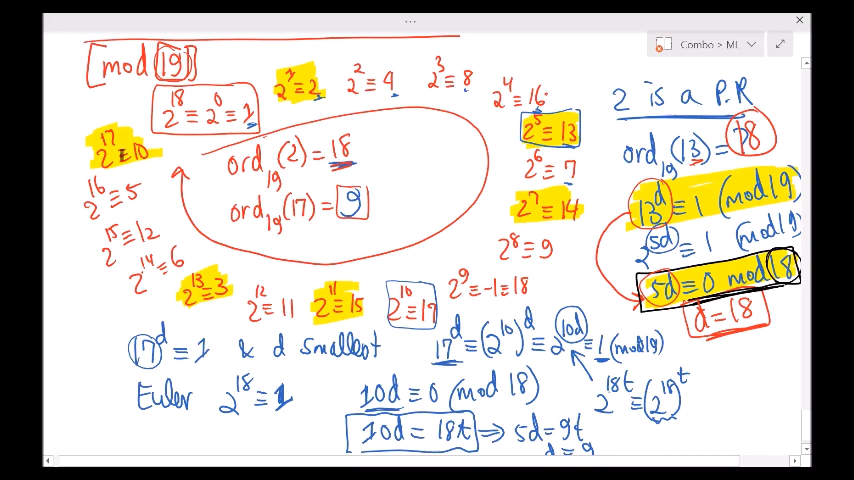 Combo > ML
[mod 19]
2^18 ≡ 2^0 ≡ 1
2^1 ≡ 2
2^2 ≡ 4
2^3 ≡ 8
2^4 ≡ 16
2^5 ≡ 13
2^6 ≡ 7
2^7 ≡ 14
2^8 ≡ 9
2^9 ≡ -1 ≡ 18
2^10 ≡ 17
2^11 ≡ 15
2^12 ≡ 11
2^13 ≡ 3
2^14 ≡ 6
2^15 ≡ 12
2^16 ≡ 5
2^17 ≡ 10
ord_19(2) = 18
ord_19(17) = 9
2 is a P.R
ord_19(13) = 18
13^d ≡ 1 (mod 19)
2^5d ≡ 1 (mod 19)
5d ≡ 0 mod 18
d = 18
17^d ≡ 1 & d smallest
17^d ≡ (2^10)^d ≡ 2^10d ≡ 1 (mod 19)
Euler 2^18 ≡ 1
10d ≡ 0 (mod 18)
2^18t ≡ (2^18)^t
10d = 18t ⇒ 5d = 9t
d = 9